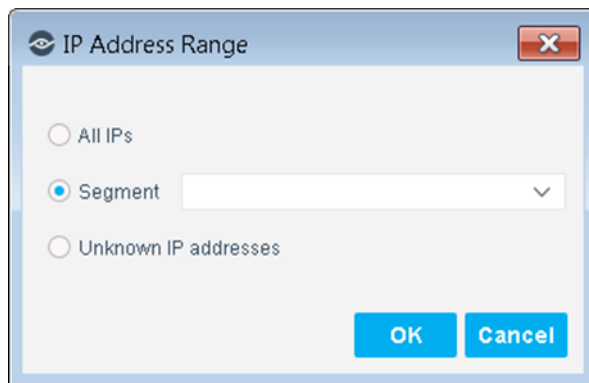 IP Address Range
All IPs
Segment
Unknown IP addresses
OK Cancel